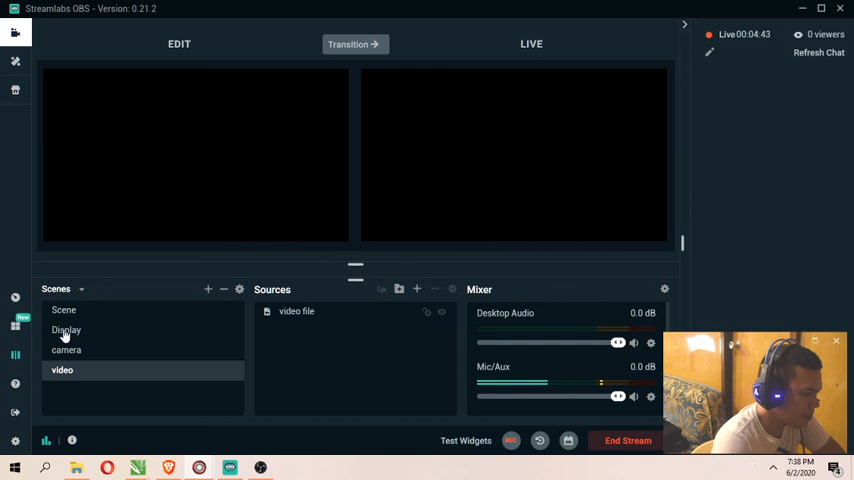 Streamlabs OBS - Version: 0.21.2
EDIT
Transition
LIVE
Live 00:04:43
0 viewers
Refresh Chat
New
Scenes
Scene
Display
camera
video
Sources
video file
Mixer
Desktop Audio
0.0 dB
Mic/Aux
0.0 dB
Test Widgets
REC
End Stream
7:38 PM
6/2/2020
4